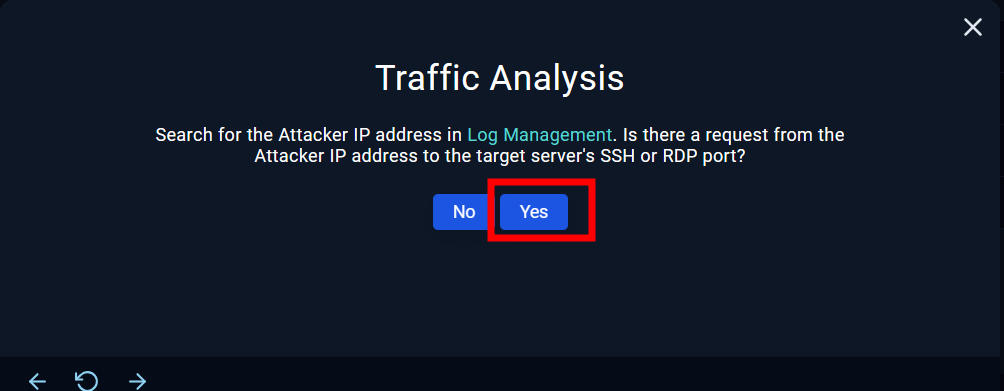 Traffic Analysis
Search for the Attacker IP address in Log Management. Is there a request from the
Attacker IP address to the target server's SSH or RDP port?
No
Yes